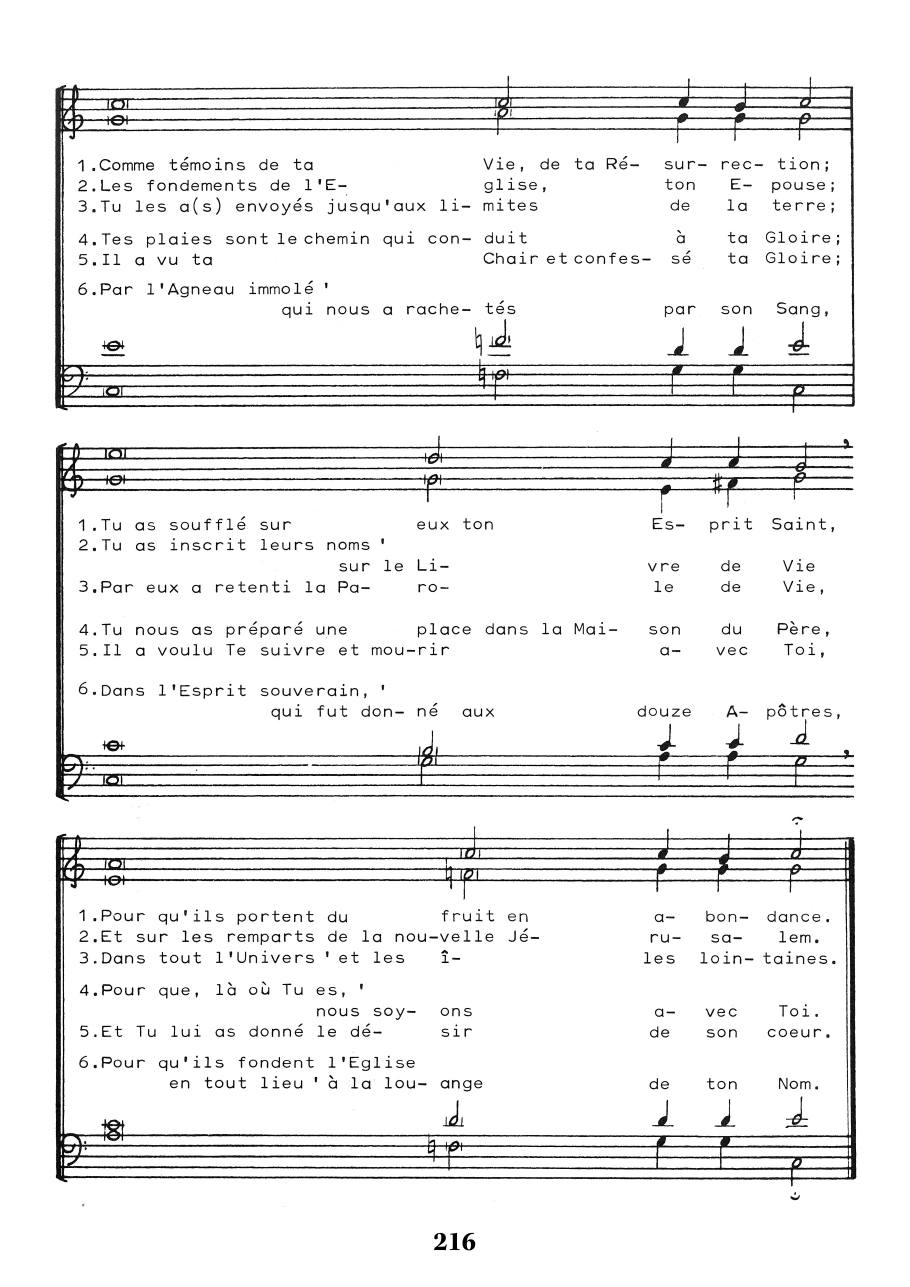 1.Comme témoins de ta Vie, de ta Ré- sur- rec- tion;
2.Les fondements de l'E- glise, ton E- pouse;
3.Tu les a(s) envoyés jusqu'aux li- mites de la terre;
4.Tes plaies sont le chemin qui con- duit à ta Gloire;
5.Il a vu ta Chair et confes- sé ta Gloire;
6.Par l'Agneau immolé '
qui nous a rache- tés par son Sang,
1.Tu as soufflé sur eux ton Es- prit Saint,
2.Tu as inscrit leurs noms '
sur le Li- vre de Vie
3.Par eux a retenti la Pa- ro- le de Vie,
4.Tu nous as préparé une place dans la Mai- son du Père,
5.Il a voulu Te suivre et mou-rir a- vec Toi,
6.Dans l'Esprit souverain, '
qui fut don- né aux douze A- pôtres,
1.Pour qu'ils portent du fruit en a- bon- dance.
2.Et sur les remparts de la nou-velle Jé- ru- sa- lem.
3.Dans tout l'Univers ' et les î- les loin- taines.
4.Pour que, là où Tu es, '
nous soy- ons a- vec Toi.
5.Et Tu lui as donné le dé- sir de son coeur.
6.Pour qu'ils fondent l'Eglise
en tout lieu ' à la lou- ange de ton Nom.
216